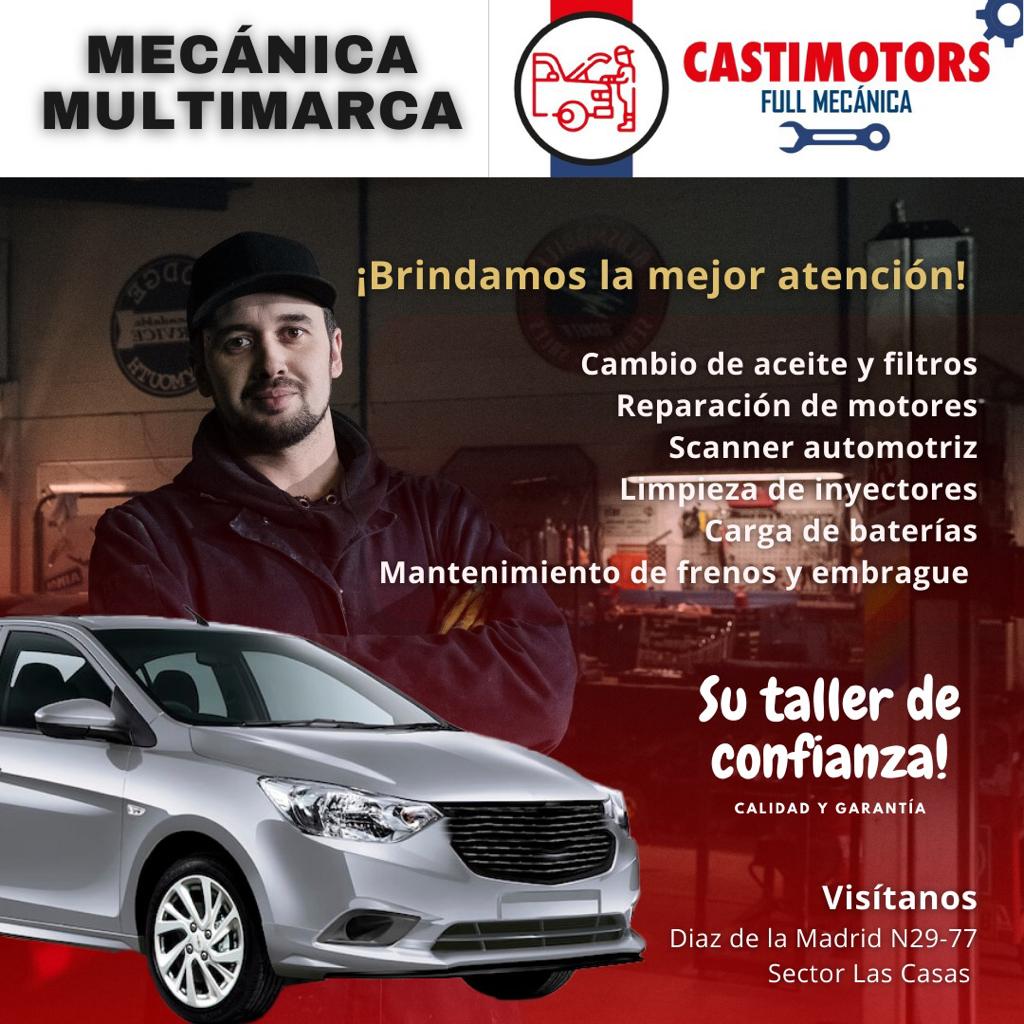 MECÁNICA
MULTIMARCA
CASTIMOTORS
FULL MECÁNICA
¡Brindamos la mejor atención!
Cambio de aceite y filtros
Reparación de motores
Scanner automotriz
Limpieza de inyectores
Carga de baterías
Mantenimiento de frenos y embrague
Su taller de
confianza!
CALIDAD Y GARANTÍA
Visítanos
Diaz de la Madrid N29-77
Sector Las Casas